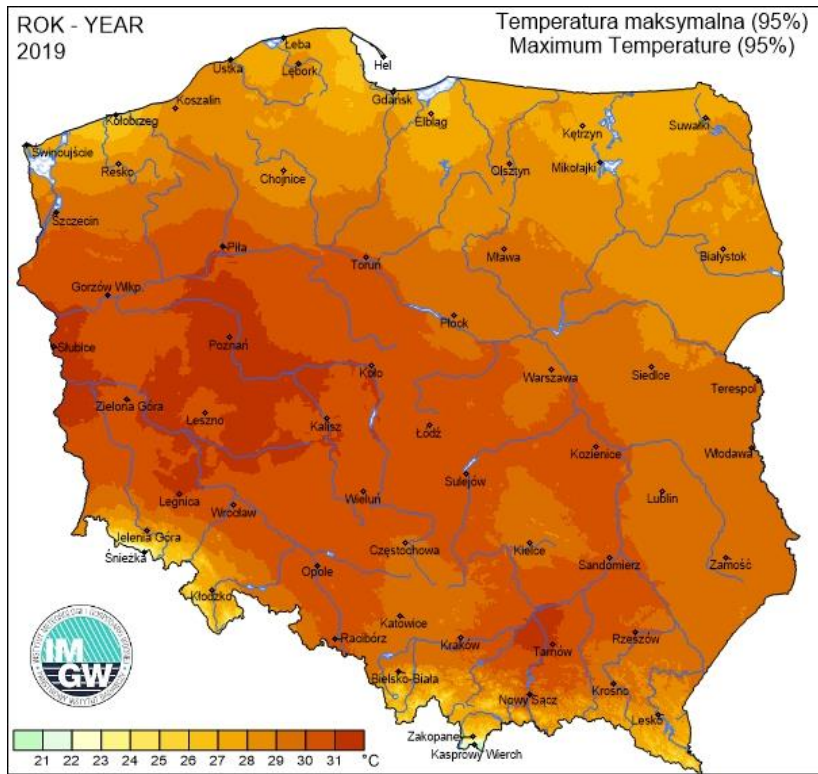 ROK - YEAR
2019
Temperatura maksymalna (95%)
Maximum Temperature (95%)
Łeba
Hel
Ustka
Lębork
Gdańsk
Koszalin
Kołobrzeg
Elbląg
Kętrzyn
Suwałki
Świnoujście
Resko
Chojnice
Olsztyn
Mikołajki
Szczecin
Piła
Toruń
Mława
Białystok
Gorzów Wlkp.
Płock
Słubice
Poznań
Koło
Warszawa
Siedlce
Terespol
Zielona Góra
Leszno
Kalisz
Łódź
Kozienice
Włodawa
Sulejów
Legnica
Wrocław
Wieluń
Lublin
Jelenia Góra
Śnieżka
Częstochowa
Kielce
Sandomierz
Zamość
Opole
Kłodzko
Katowice
Racibórz
Kraków
Tarnów
Rzeszów
Bielsko-Biała
Nowy Sącz
Krosno
Lesko
Zakopane
Kasprowy Wierch
IM
GW
21 22 23 24 25 26 27 28 29 30 31 °C